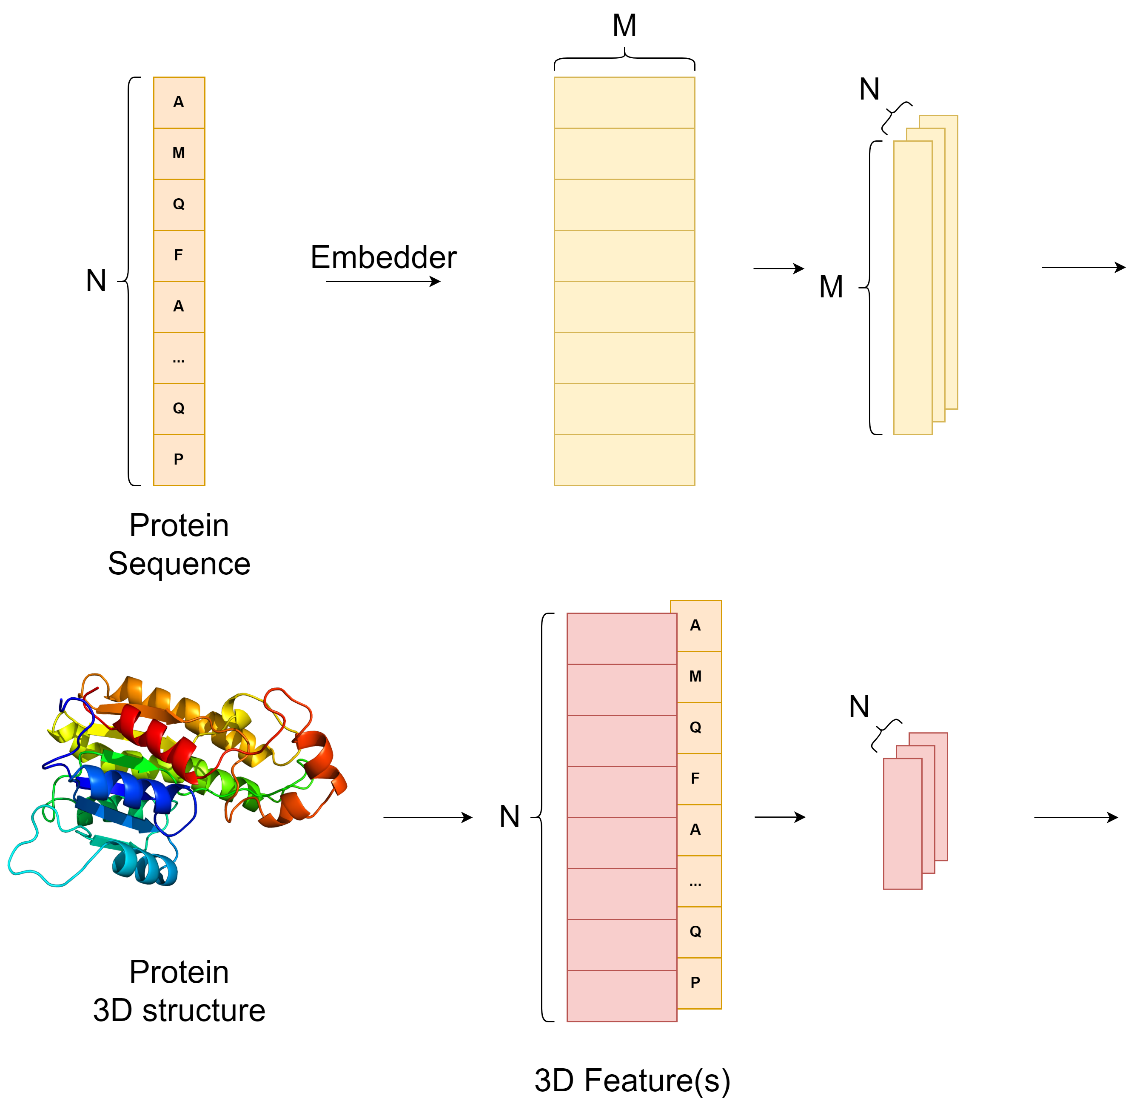 M
N
A
M
Q
F
A
...
Q
P
N
Embedder
M
Protein
Sequence
N
A
M
Q
F
A
...
Q
P
N
Protein
3D structure
3D Feature(s)